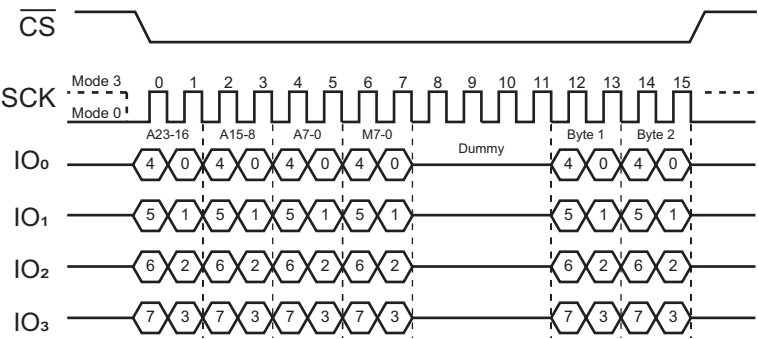 CS
Mode 3 0 1 2 3 4 5 6 7 8 9 10 11 12 13 14 15
SCK
Mode 0
A23-16 A15-8 A7-0 M7-0 Dummy Byte 1 Byte 2
IO₀ 4 0 4 0 4 0 4 0 4 0 4 0
IO₁ 5 1 5 1 5 1 5 1 5 1 5 1
IO₂ 6 2 6 2 6 2 6 2 6 2 6 2
IO₃ 7 3 7 3 7 3 7 3 7 3 7 3